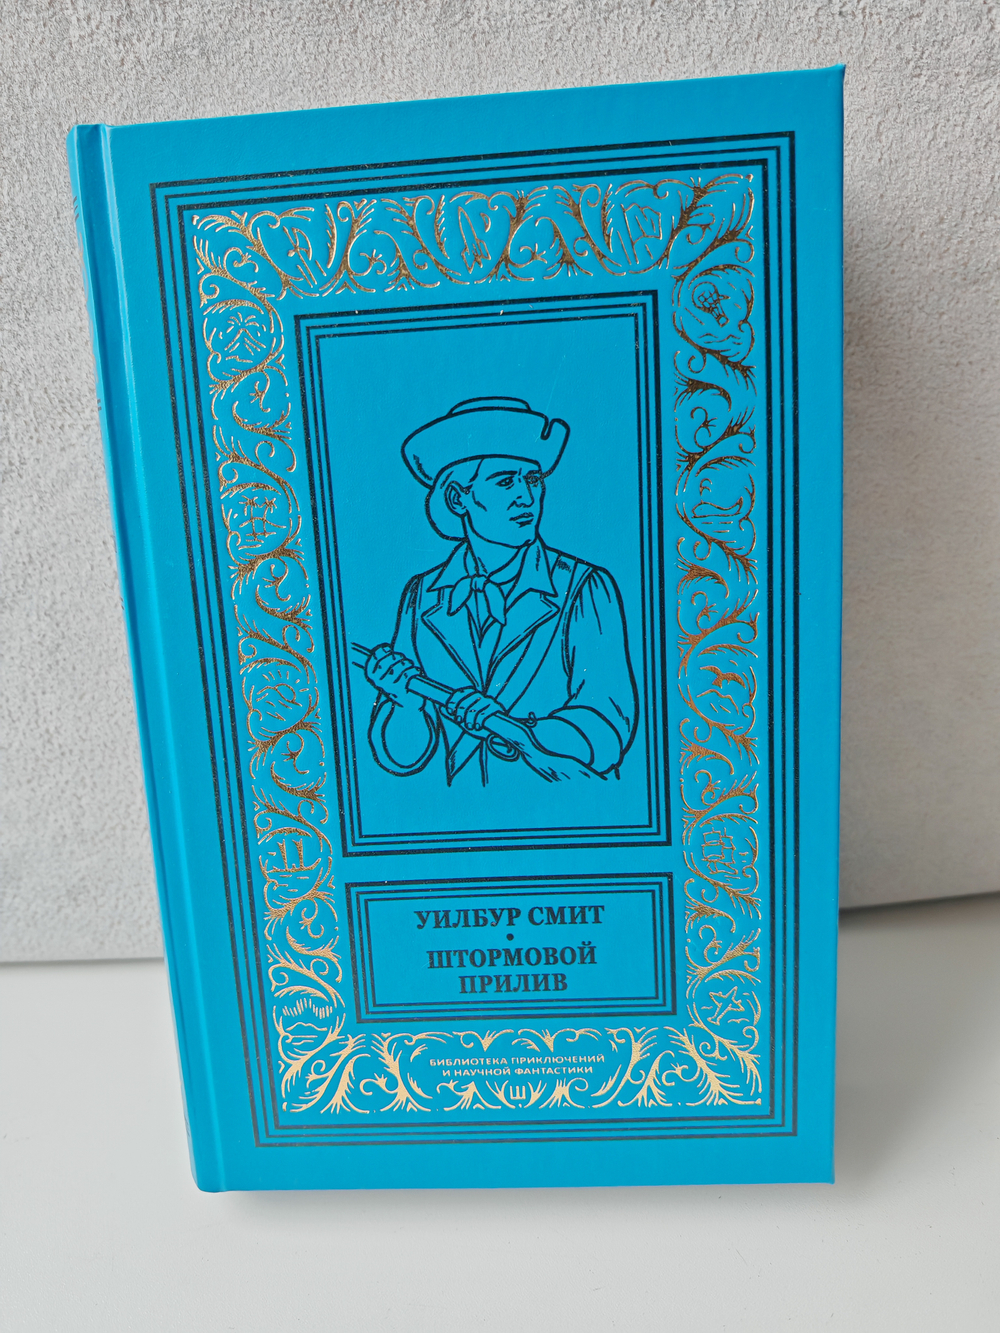 УИЛБУР СМИТ
•
ШТОРМОВОЙ
ПРИЛИВ
БИБЛИОТЕКА ПРИКЛЮЧЕНИЙ
И НАУЧНОЙ ФАНТАСТИКИ
Ш